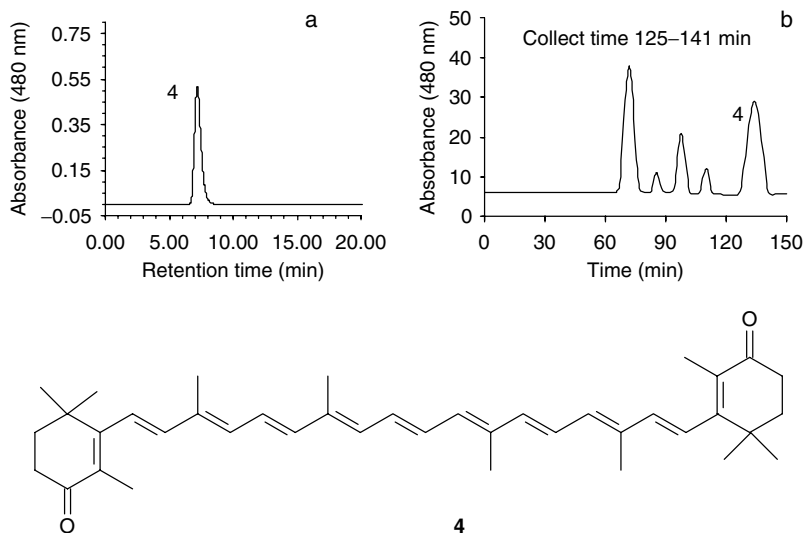 a
Absorbance (480 nm)
0.75
0.55
0.35
0.15
−0.05
4
0.00 5.00 10.00 15.00 20.00
Retention time (min)
b
Collect time 125–141 min
Absorbance (480 nm)
50
40
30
20
10
0
4
0 30 60 90 120 150
Time (min)
O
O
4